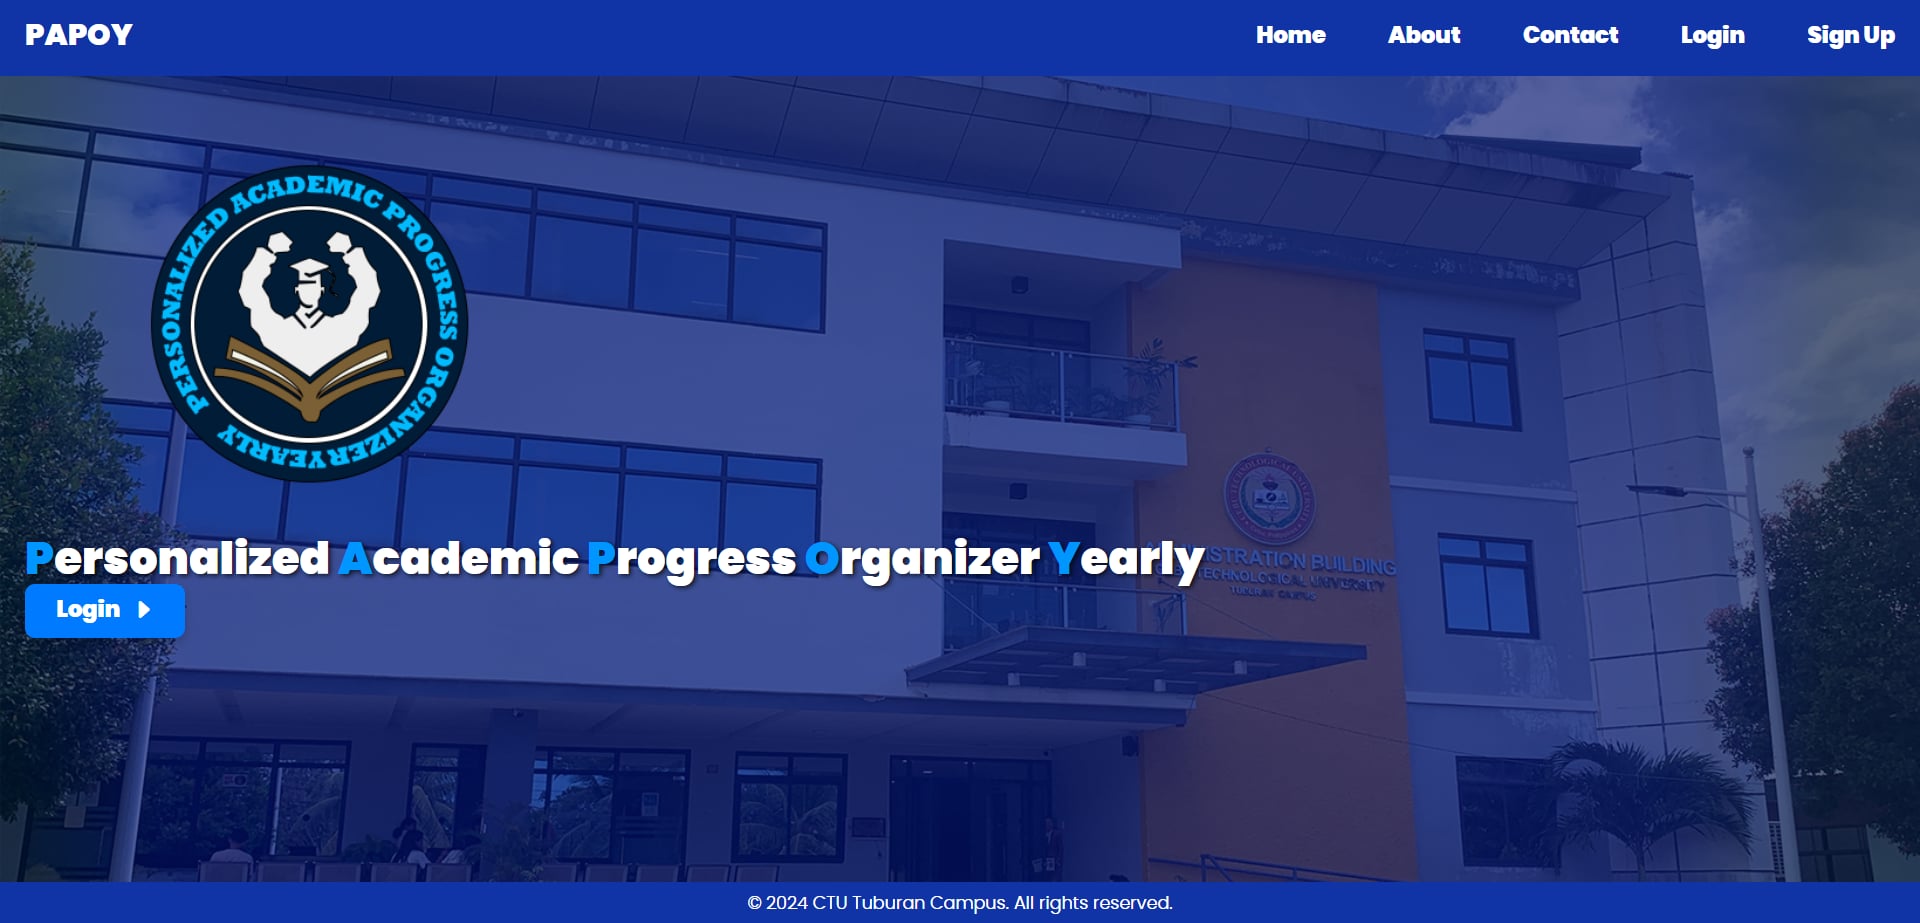 PAPOY
Home
About
Contact
Login
Sign Up
PERSONALIZED ACADEMIC PROGRESS ORGANIZER YEARLY
Personalized Academic Progress Organizer Yearly
MINISTRATION BUILDING
TECHNOLOGICAL UNIVERSITY
TUBURAN CAMPUS
Login
© 2024 CTU Tuburan Campus. All rights reserved.